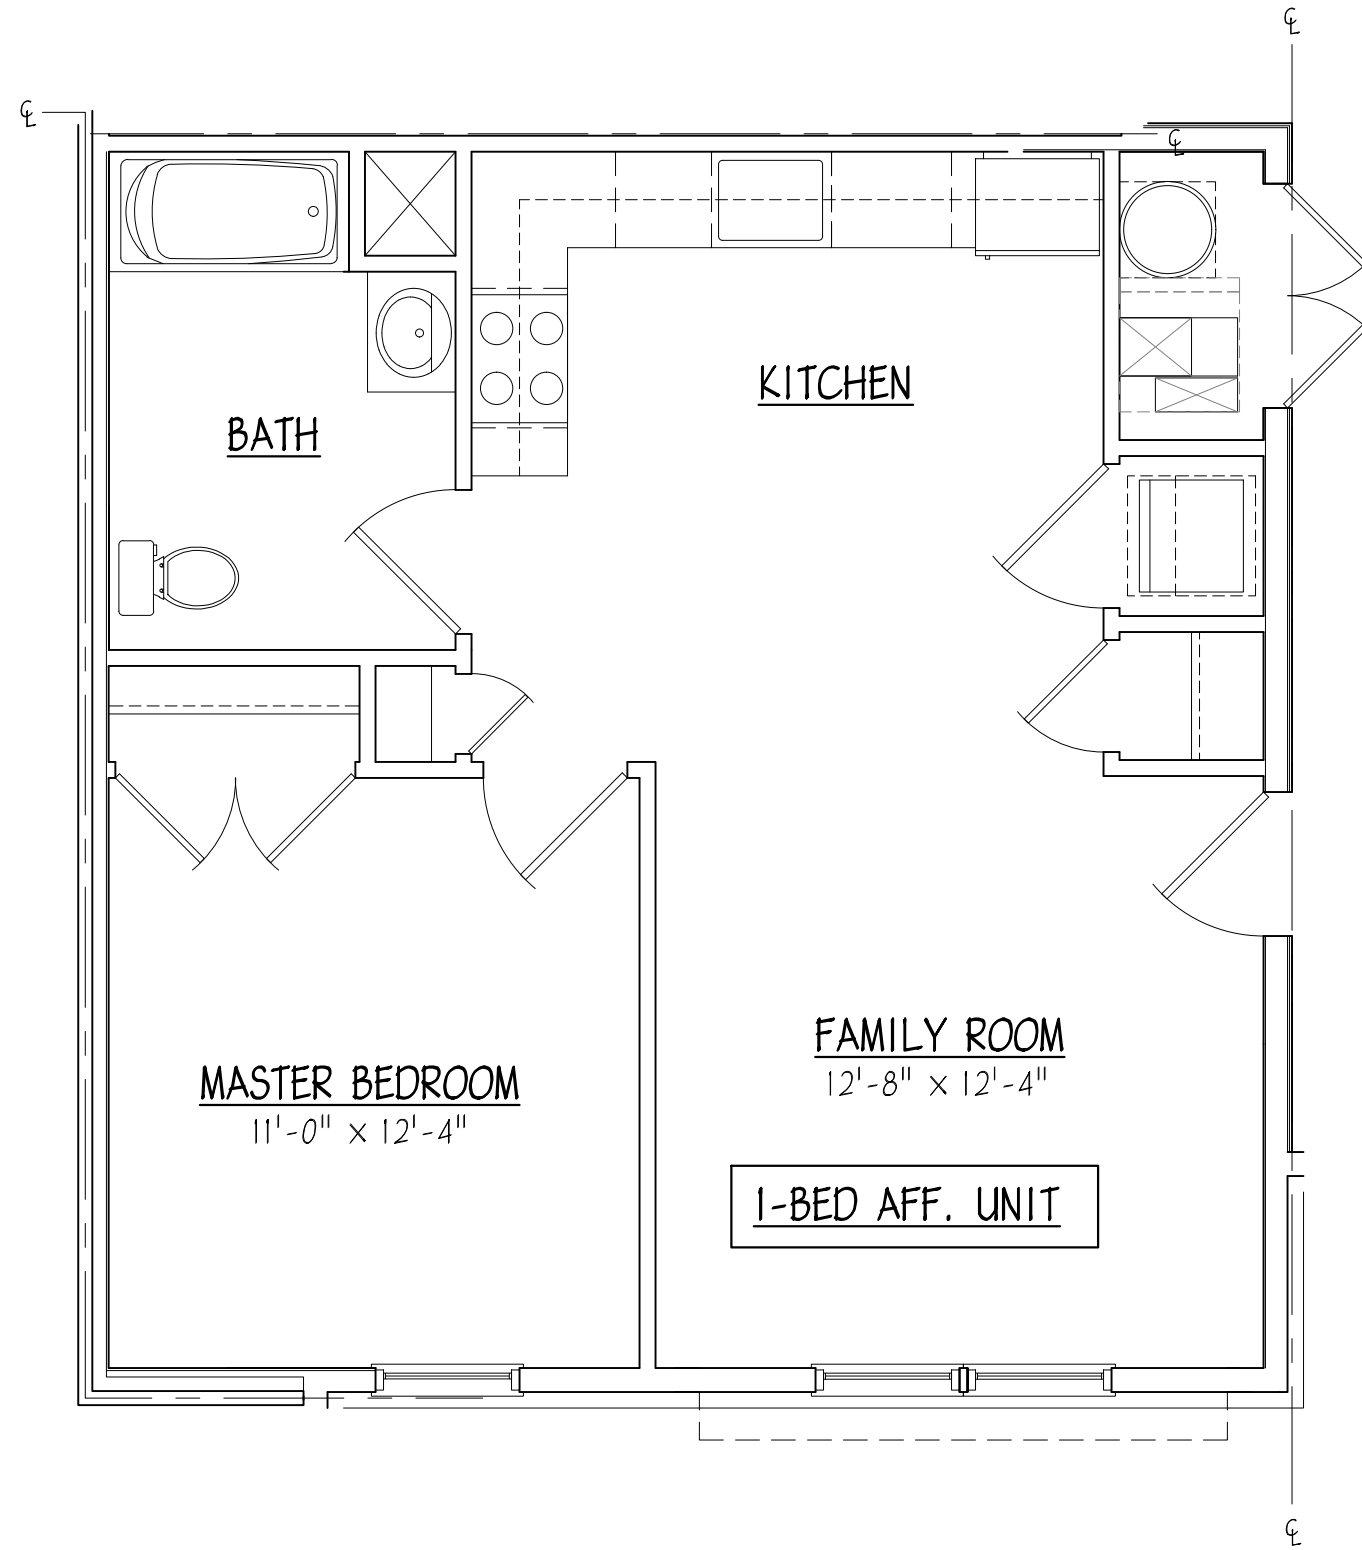 ℄
℄
℄
KITCHEN
BATH
FAMILY ROOM
12'-8" x 12'-4"
MASTER BEDROOM
11'-0" x 12'-4"
1-BED AFF. UNIT
℄